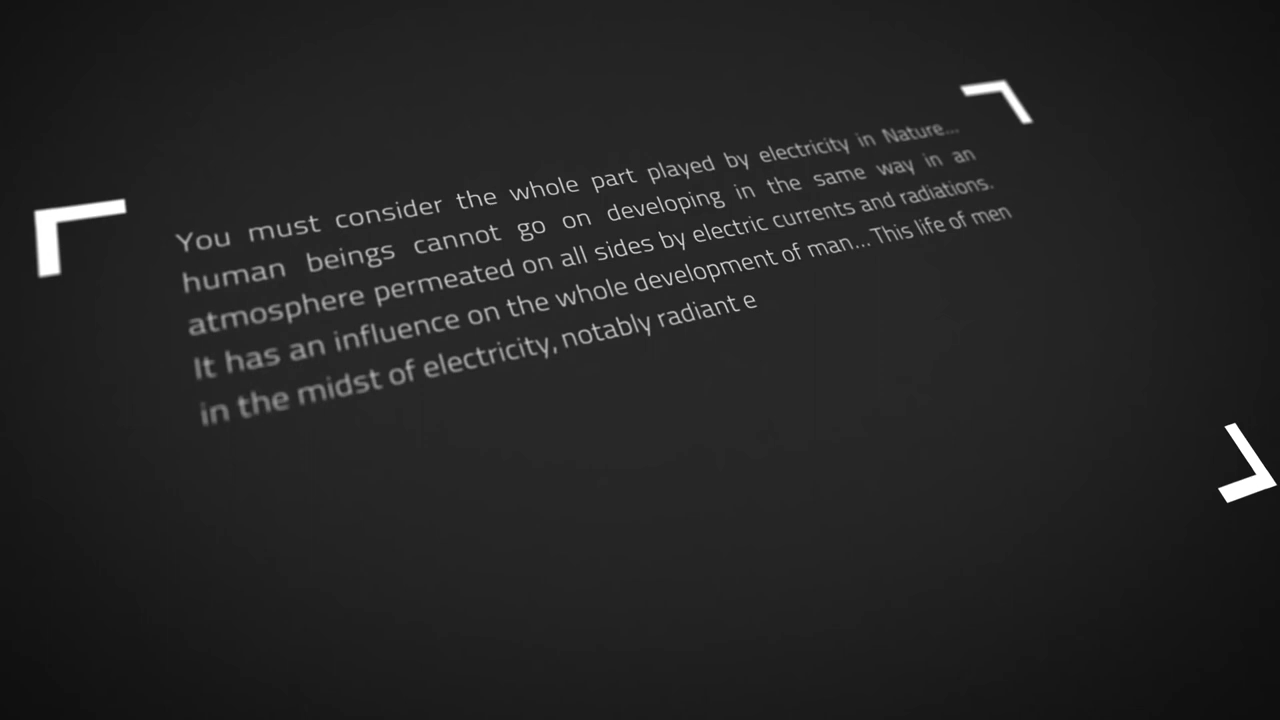 You must consider the whole part played by electricity in Nature...
human beings cannot go on developing in the same way in an
atmosphere permeated on all sides by electric currents and radiations.
It has an influence on the whole development of man... This life of men
in the midst of electricity, notably radiant e